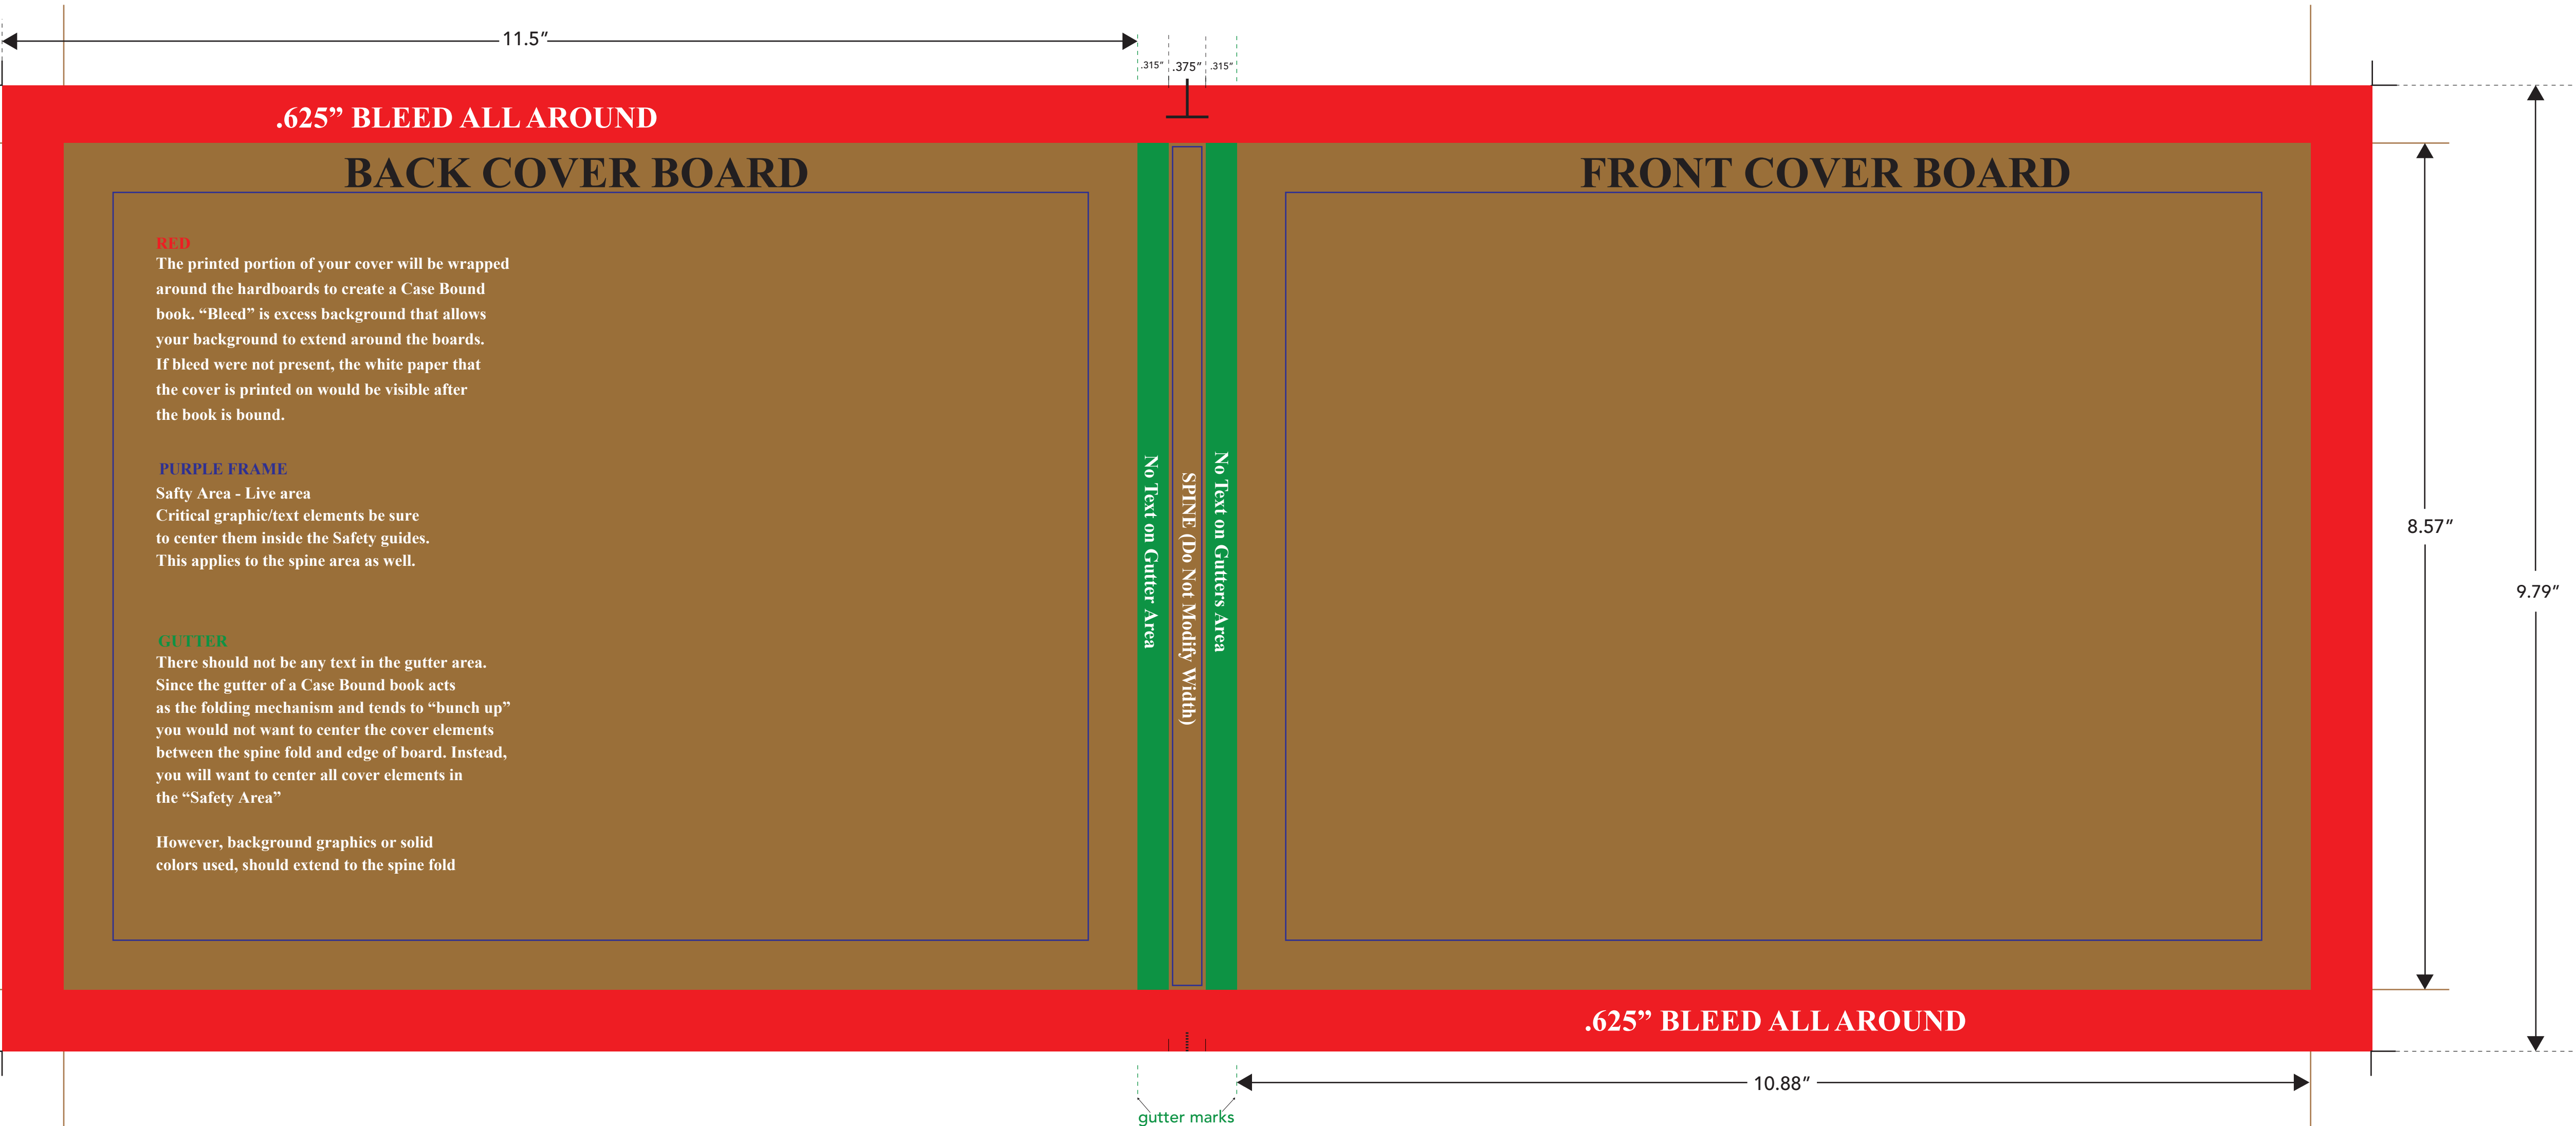 11.5”
.315”
.375”
.315”
.625” BLEED ALL AROUND
BACK COVER BOARD
FRONT COVER BOARD
RED
The printed portion of your cover will be wrapped
around the hardboards to create a Case Bound
book. “Bleed” is excess background that allows
your background to extend around the boards.
If bleed were not present, the white paper that
the cover is printed on would be visible after
the book is bound.
PURPLE FRAME
Safty Area - Live area
Critical graphic/text elements be sure
to center them inside the Safety guides.
This applies to the spine area as well.
GUTTER
There should not be any text in the gutter area.
Since the gutter of a Case Bound book acts
as the folding mechanism and tends to “bunch up”
you would not want to center the cover elements
between the spine fold and edge of board. Instead,
you will want to center all cover elements in
the “Safety Area”
However, background graphics or solid
colors used, should extend to the spine fold
No Text on Gutter Area
SPINE (Do Not Modify Width)
No Text on Gutters Area
8.57”
9.79”
.625” BLEED ALL AROUND
10.88”
gutter marks